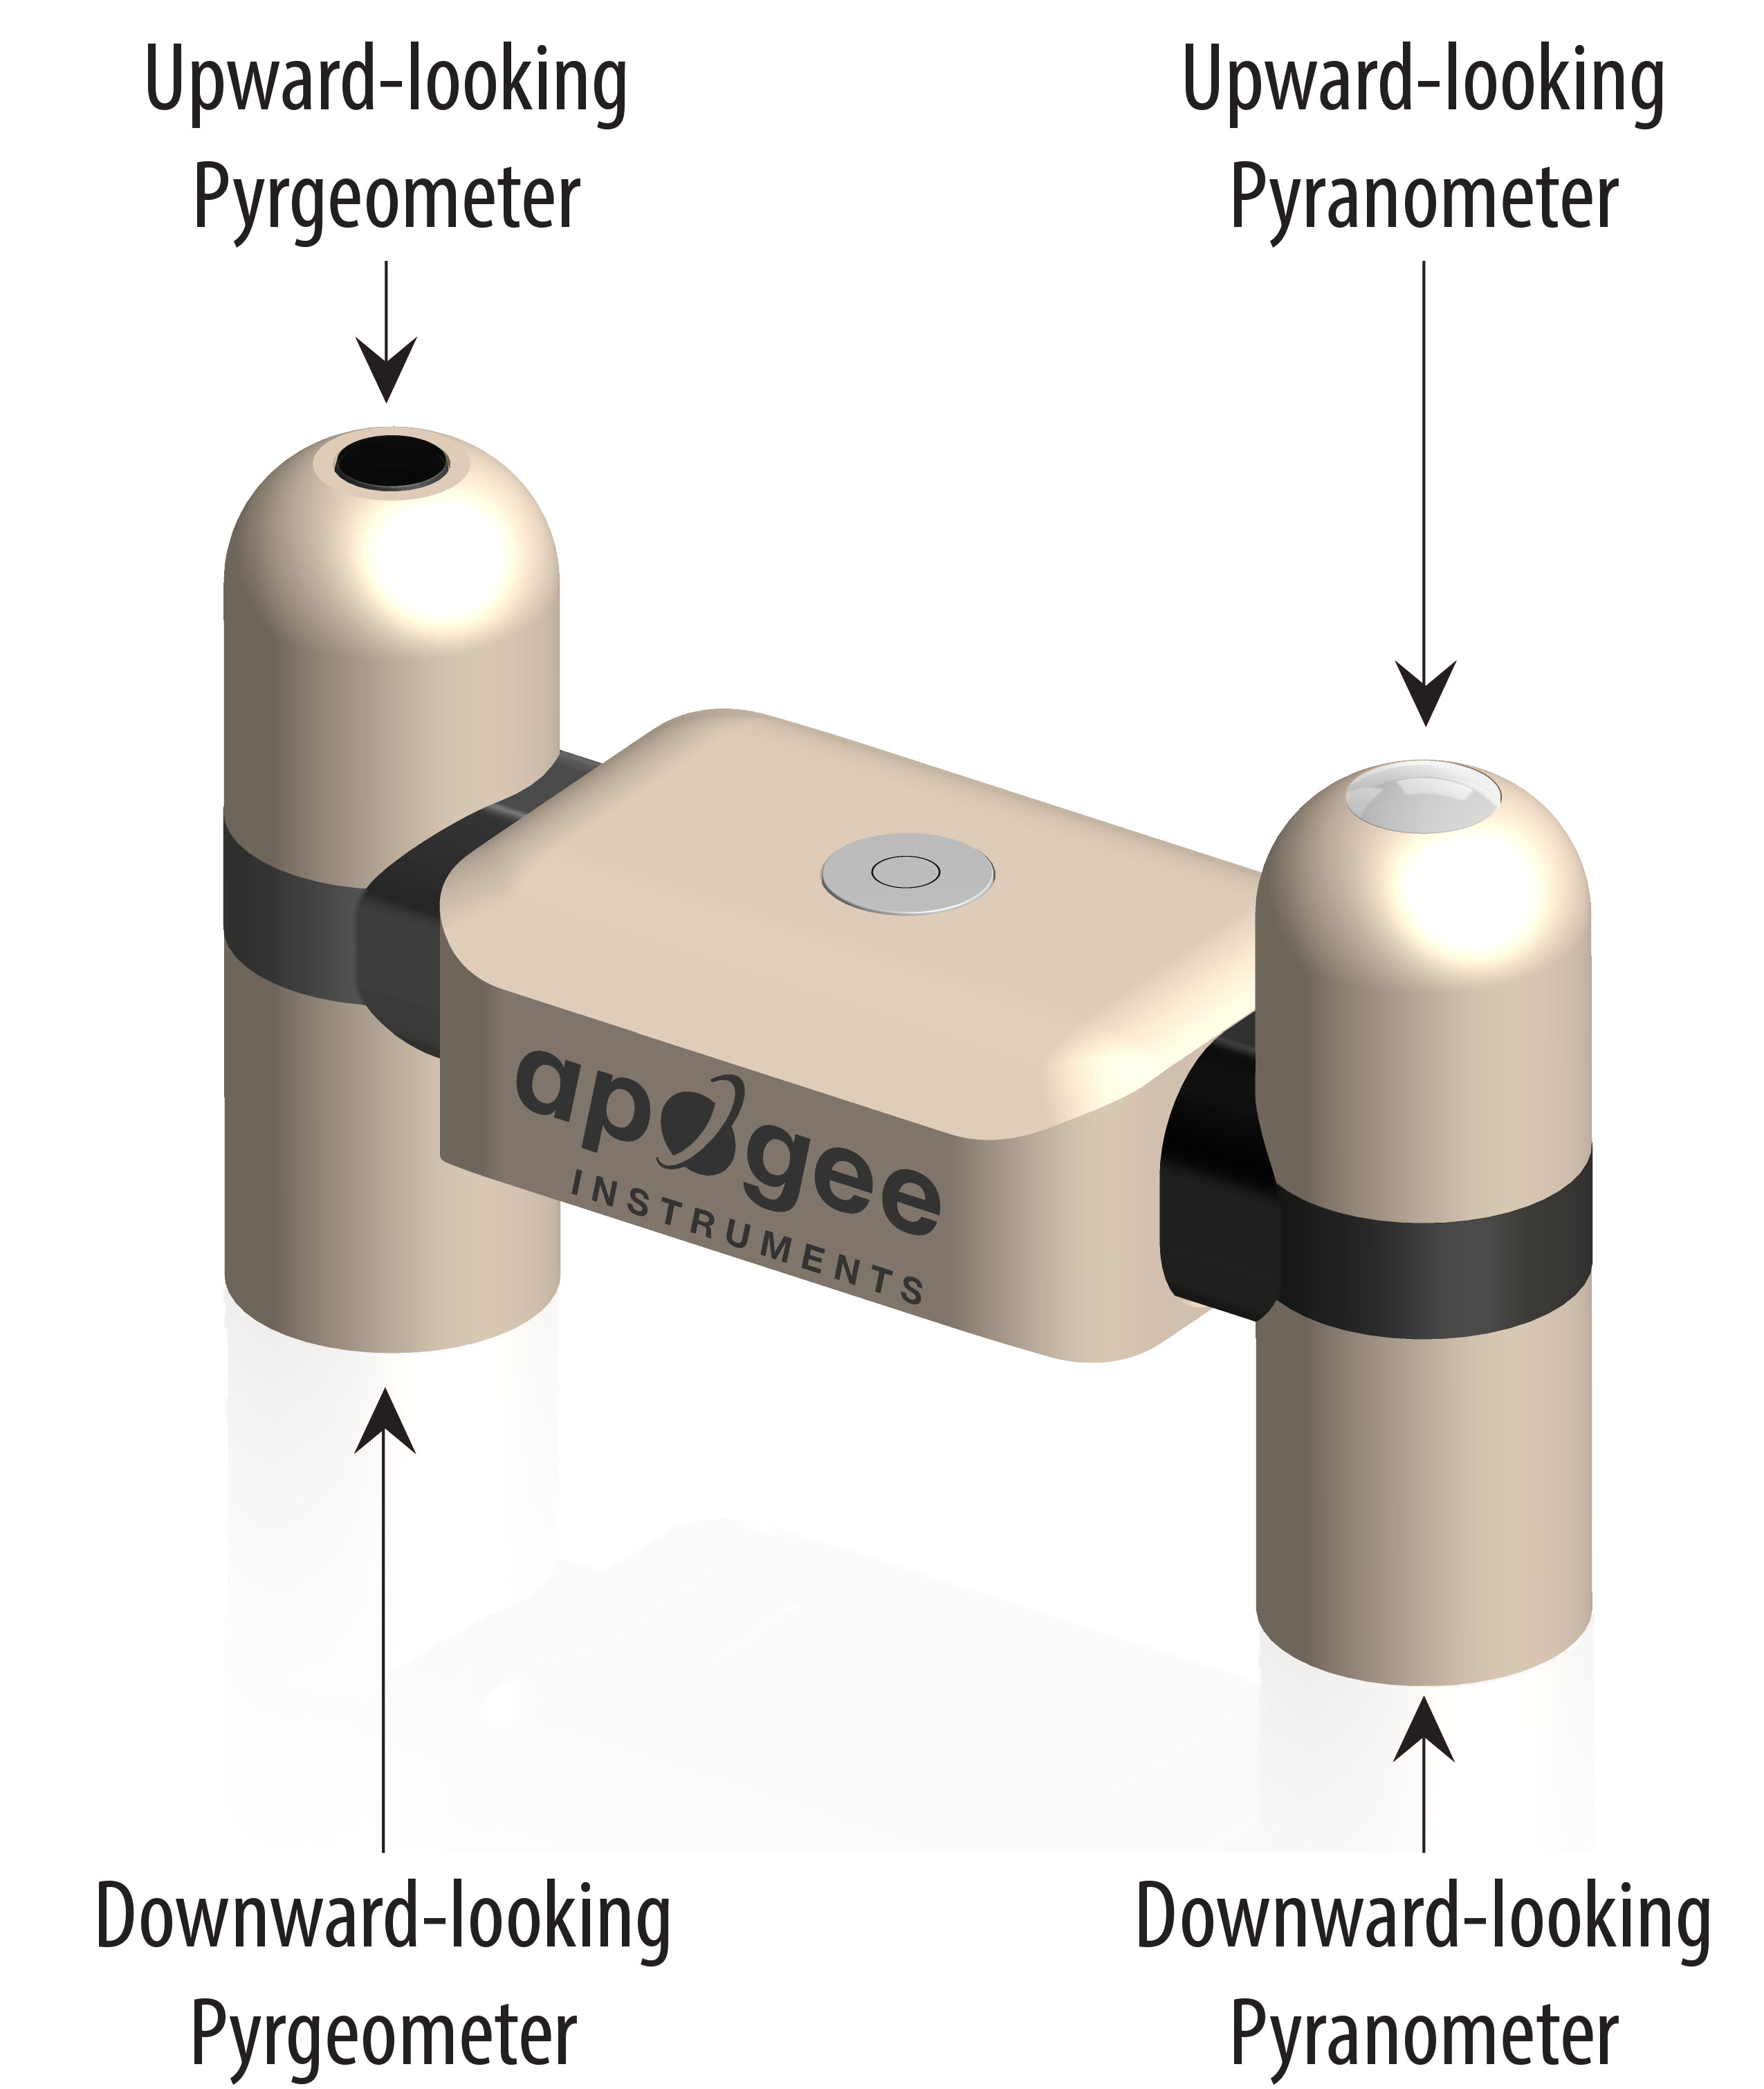 Upward-looking
Pyrgeometer
Upward-looking
Pyranometer
apogee
INSTRUMENTS
Downward-looking
Pyrgeometer
Downward-looking
Pyranometer